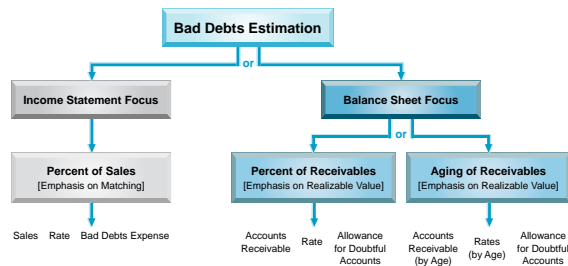 Bad Debts Estimation
or
Income Statement Focus
Balance Sheet Focus
or
Percent of Sales
[Emphasis on Matching]
Percent of Receivables
[Emphasis on Realizable Value]
Aging of Receivables
[Emphasis on Realizable Value]
Sales Rate Bad Debts Expense
Accounts
Receivable
Rate
Allowance
for Doubtful
Accounts
Accounts
Receivable
(by Age)
Rates
(by Age)
Allowance
for Doubtful
Accounts